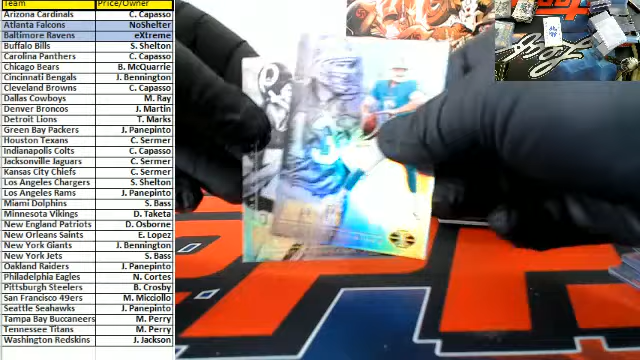 Team Price/Owner
Arizona Cardinals C. Capasso
Atlanta Falcons NoShelter
Baltimore Ravens eXtreme
Buffalo Bills S. Shelton
Carolina Panthers C. Capasso
Chicago Bears B. McQuarrie
Cincinnati Bengals J. Bennington
Cleveland Browns C. Capasso
Dallas Cowboys M. Ray
Denver Broncos J. Martin
Detroit Lions T. Marks
Green Bay Packers J. Panepinto
Houston Texans C. Sermer
Indianapolis Colts C. Capasso
Jacksonville Jaguars C. Sermer
Kansas City Chiefs C. Sermer
Los Angeles Chargers S. Shelton
Los Angeles Rams J. Panepinto
Miami Dolphins S. Bass
Minnesota Vikings D. Taketa
New England Patriots D. Osborne
New Orleans Saints E. Lopez
New York Giants J. Bennington
New York Jets S. Bass
Oakland Raiders J. Panepinto
Philadelphia Eagles N. Cortes
Pittsburgh Steelers B. Crosby
San Francisco 49ers M. Micciollo
Seattle Seahawks J. Panepinto
Tampa Bay Buccaneers M. Perry
Tennessee Titans M. Perry
Washington Redskins J. Jackson